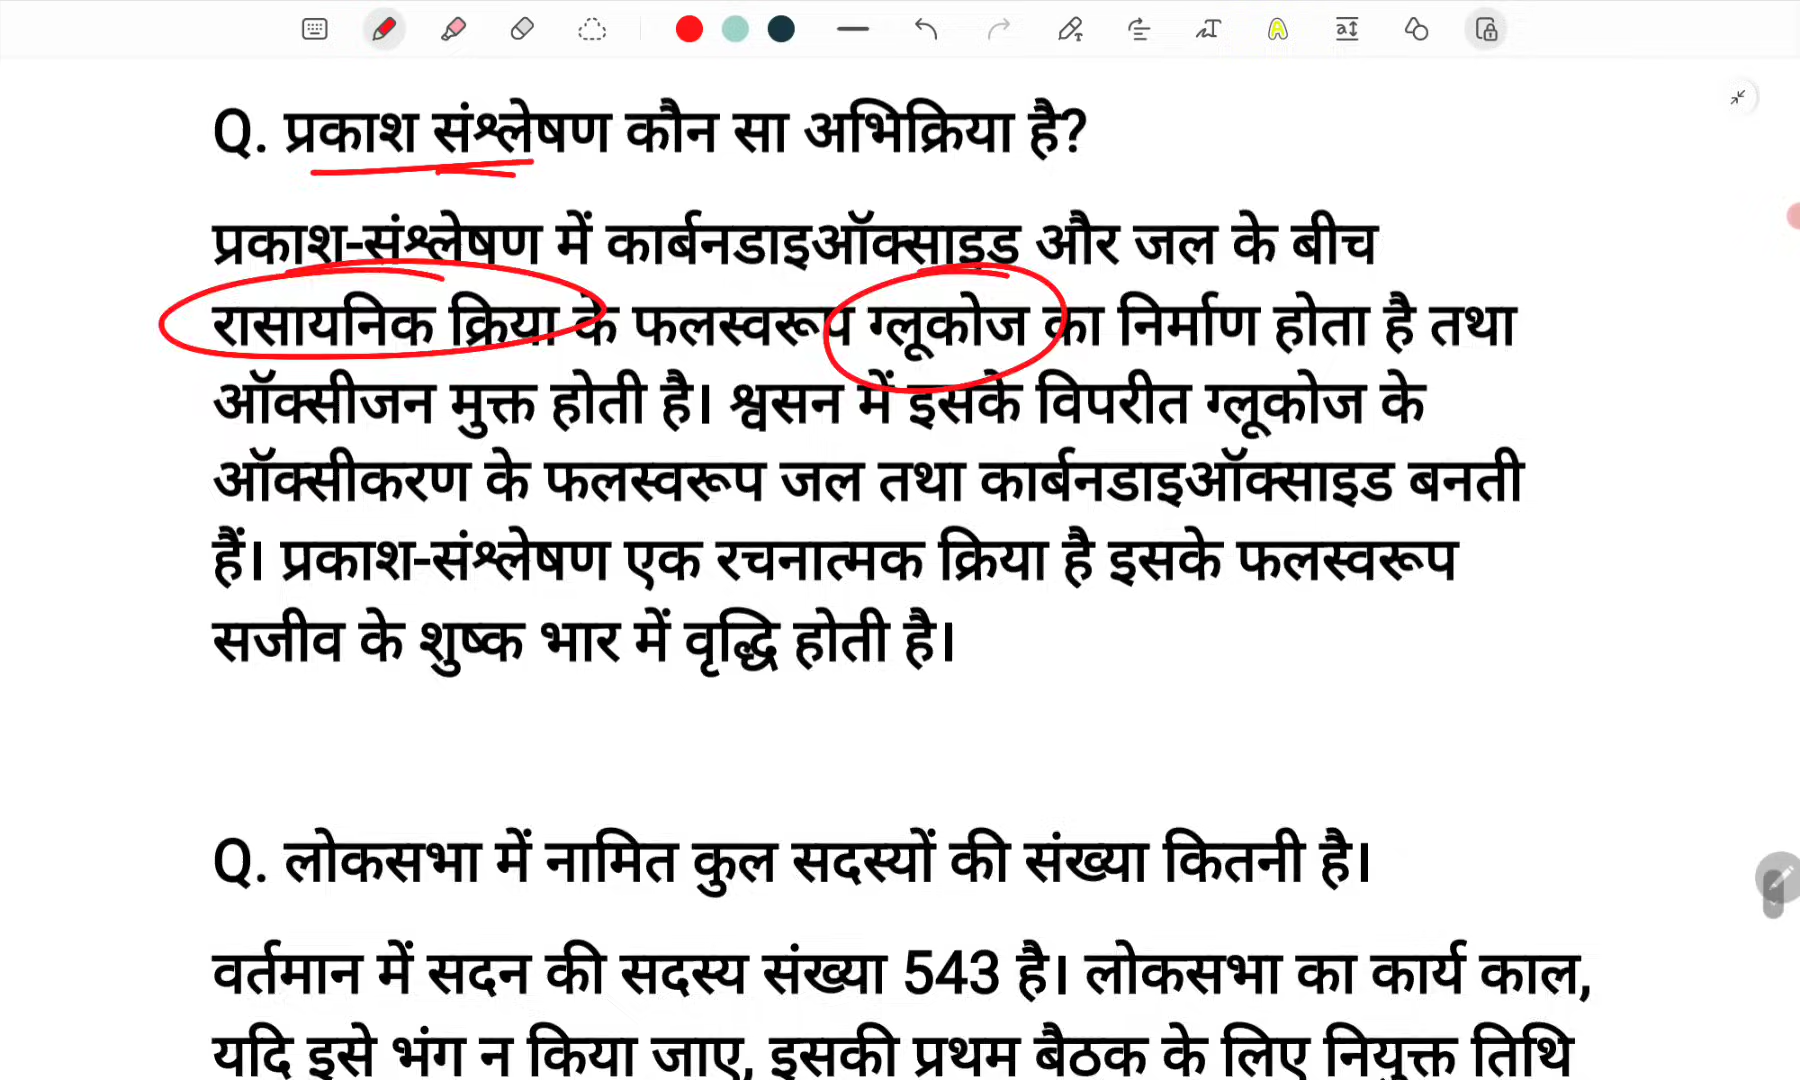 Q. प्रकाश संश्लेषण कौन सा अभिक्रिया है?
प्रकाश-संश्लेषण में कार्बनडाइऑक्साइड और जल के बीच
रासायनिक क्रिया के फलस्वरूप ग्लूकोज का निर्माण होता है तथा
ऑक्सीजन मुक्त होती है। श्वसन में इसके विपरीत ग्लूकोज के
ऑक्सीकरण के फलस्वरूप जल तथा कार्बनडाइऑक्साइड बनती
हैं। प्रकाश-संश्लेषण एक रचनात्मक क्रिया है इसके फलस्वरूप
सजीव के शुष्क भार में वृद्धि होती है।
Q. लोकसभा में नामित कुल सदस्यों की संख्या कितनी है।
वर्तमान में सदन की सदस्य संख्या 543 है। लोकसभा का कार्य काल,
यदि इसे भंग न किया जाए, इसकी प्रथम बैठक के लिए नियुक्त तिथि